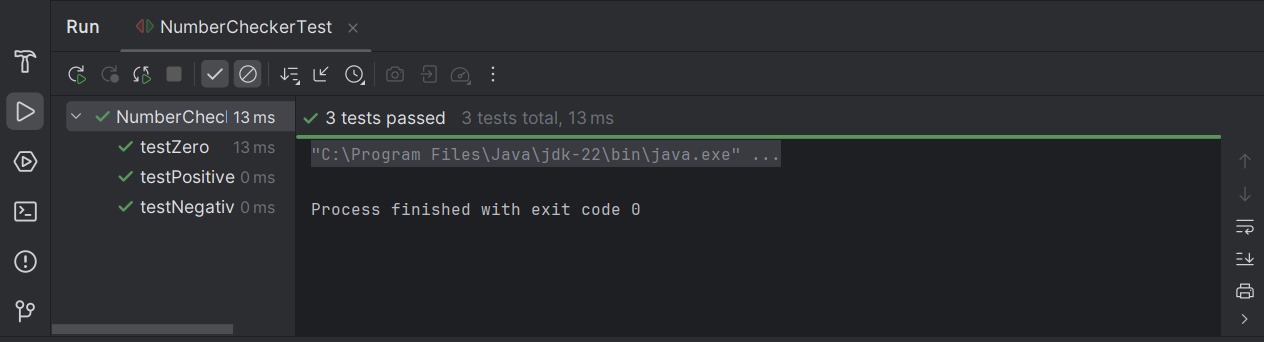 Run NumberCheckerTest
NumberChecl 13 ms
testZero 13 ms
testPositive 0 ms
testNegativ 0 ms
3 tests passed 3 tests total, 13 ms
"C:\Program Files\Java\jdk-22\bin\java.exe" ...
Process finished with exit code 0